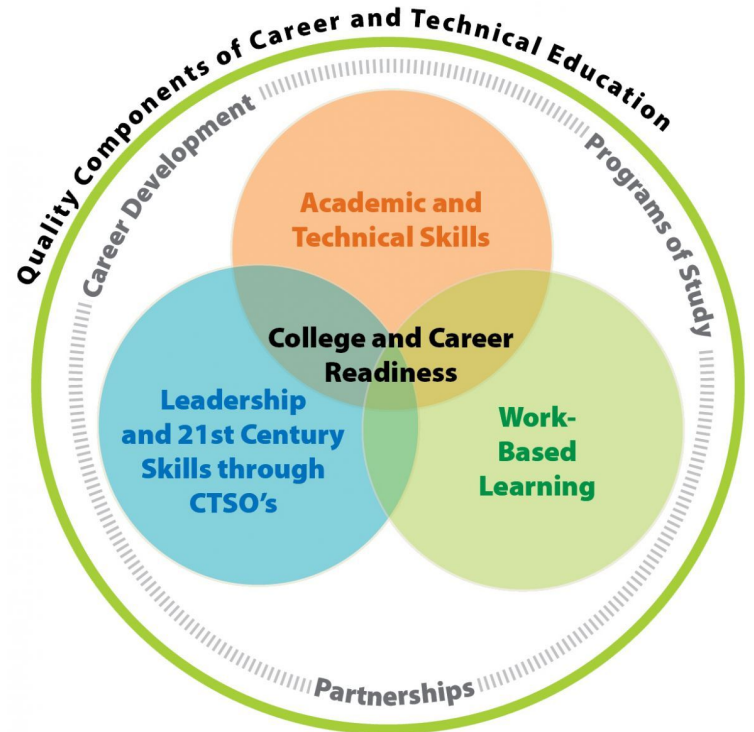 Quality Components of Career and Technical Education
Career Development
Programs of Study
Academic and
Technical Skills
College and Career
Readiness
Leadership
and 21st Century
Skills through
CTSO's
Work-
Based
Learning
Partnerships